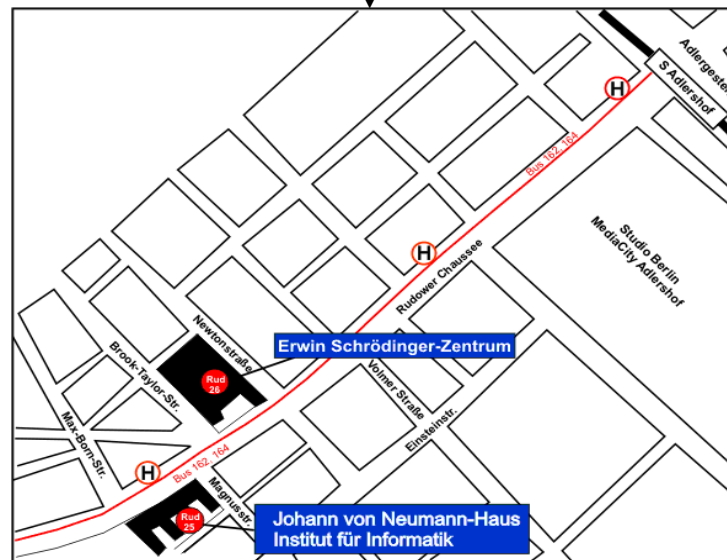 Adlergestell
S Adlershof
H
Bus 162, 164
Studio Berlin
MediaCity Adlershof
H
Rudower Chaussee
Newtonstraße
Erwin Schrödinger-Zentrum
Brook-Taylor-Str.
Rud
26
Volmer Straße
Einsteinstr.
Max-Born-Str.
H
Bus 162, 164
Magnusstr.
Rud
25
Johann von Neumann-Haus
Institut für Informatik